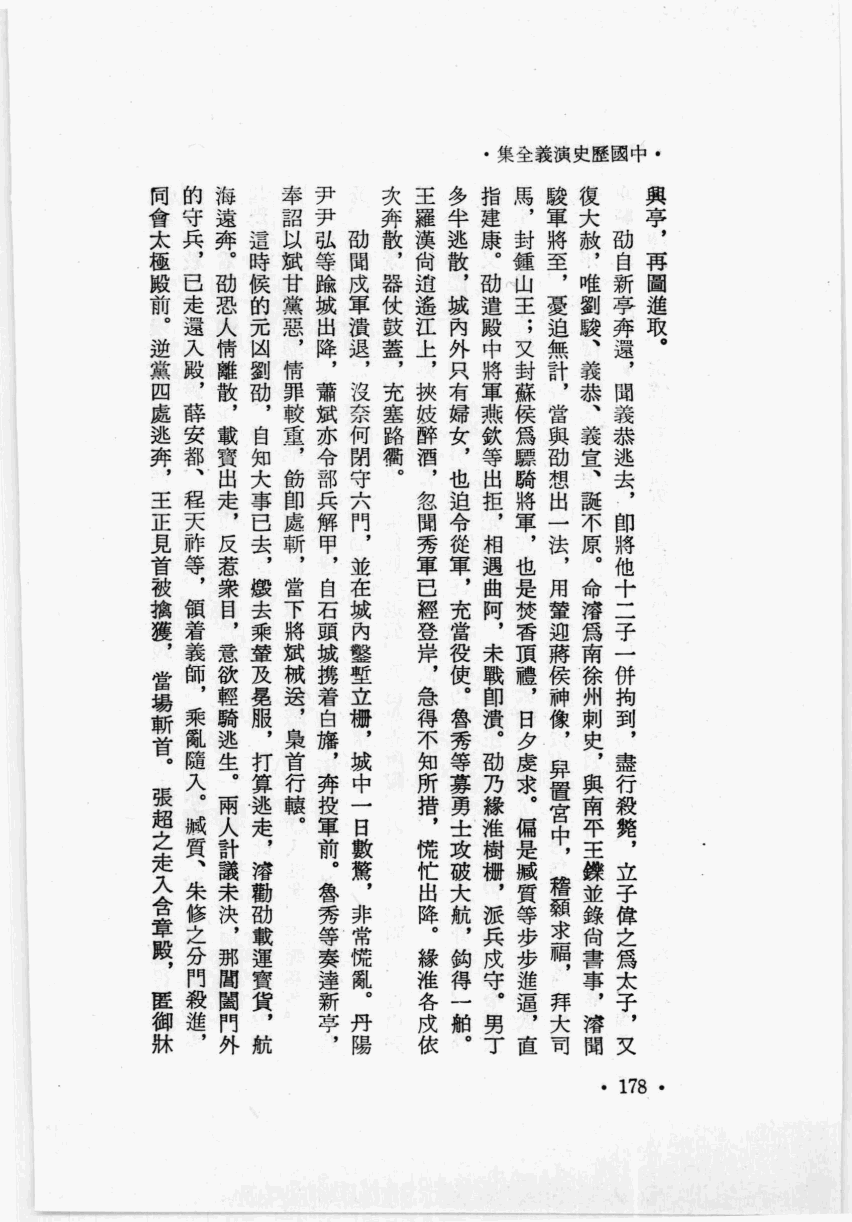 ·中國歷史演義全集·
興亭，再圖進取。
劭自新亭奔還，聞義恭逃去，卽將他十二子一併拘到，盡行殺斃，立子偉之爲太子，又
復大赦，唯劉駿、義恭、義宣、誕不原。命濬爲南徐州刺史，與南平王鑠並錄尙書事，濬聞
駿軍將至，憂迫無計，當與劭想出一法，用輦迎蔣侯神像，舁置宮中，稽顙求福，拜大司
馬，封鍾山王；又封蘇侯爲驃騎將軍，也是焚香頂禮，日夕虔求。偏是臧質等步步進逼，直
指建康。劭遣殿中將軍燕欽等出拒，相遇曲阿，未戰卽潰。劭乃緣淮樹柵，派兵戍守。男丁
多半逃散，城內外只有婦女，也迫令從軍，充當役使。魯秀等募勇士攻破大航，鈎得一舶。
王羅漢尙逍遙江上，挾妓醉酒，忽聞秀軍已經登岸，急得不知所措，慌忙出降。緣淮各戍依
次奔散，器仗鼓蓋，充塞路衢。
劭聞戍軍潰退，沒奈何閉守六門，並在城內鑿塹立柵，城中一日數驚，非常慌亂。丹陽
尹尹弘等踰城出降，蕭斌亦令部兵解甲，自石頭城携着白旛，奔投軍前。魯秀等奏達新亭，
奉詔以斌甘黨惡，情罪較重，飭卽處斬，當下將斌械送，梟首行轅。
這時候的元凶劉劭，自知大事已去，燬去乘輦及冕服，打算逃走，濬勸劭載運寶貨，航
海遠奔。劭恐人情離散，載寶出走，反惹衆目，意欲輕騎逃生。兩人計議未決，那閶闔門外
的守兵，已走還入殿，薛安都、程天祚等，領着義師，乘亂隨入。臧質、朱修之分門殺進，
同會太極殿前。逆黨四處逃奔，王正見首被擒獲，當場斬首。張超之走入含章殿，匿御牀
·178·